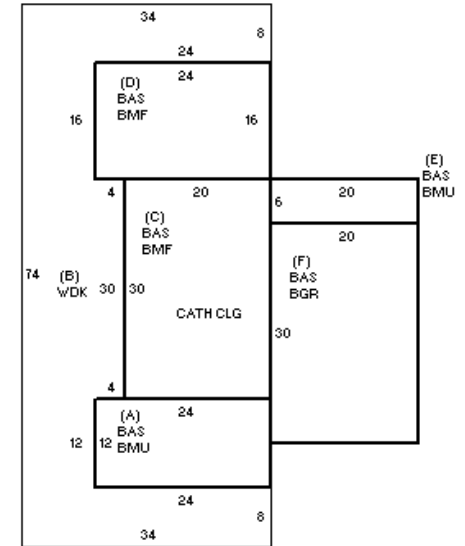 34
8
24
24
(D)
BAS
BMF
16
16
(E)
BAS
BMU
4
20
20
6
(C)
BAS
BMF
20
(F)
BAS
BGR
74
(B)
WDK
30
30
CATH CLG
30
4
24
(A)
BAS
BMU
12
12
24
8
34